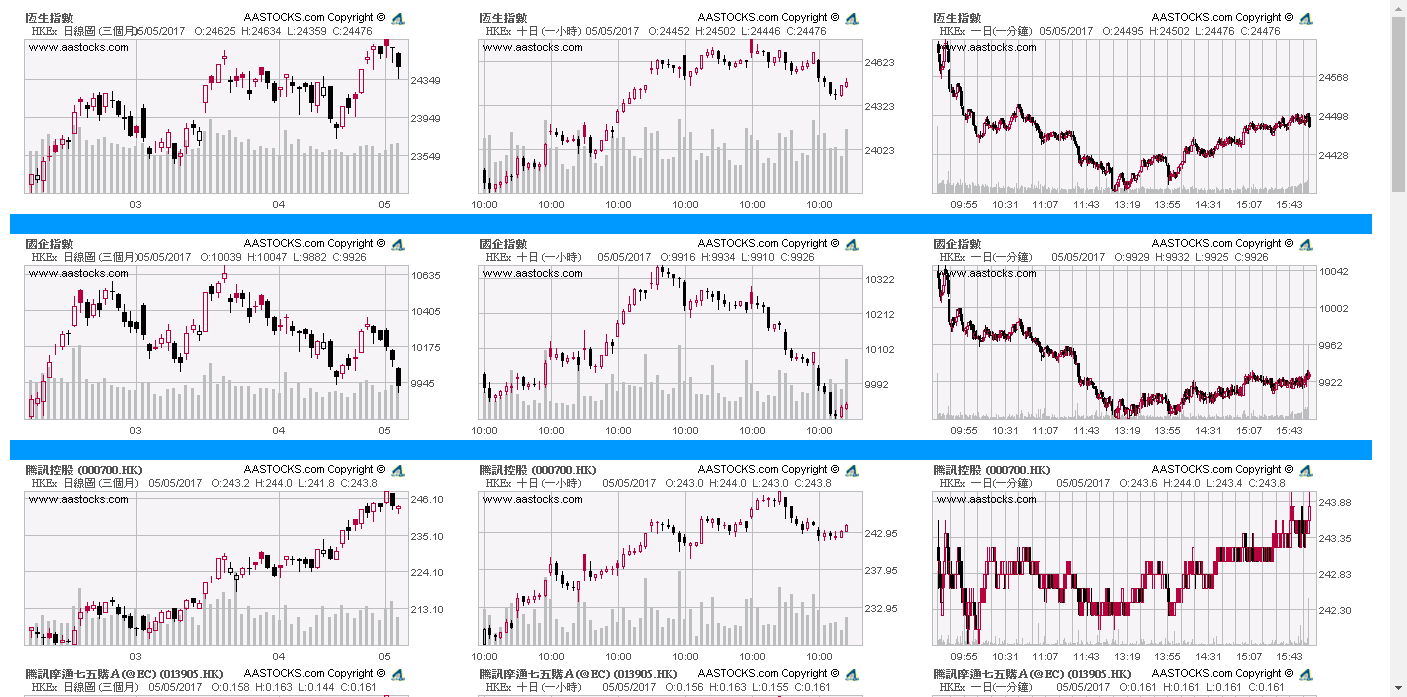 恆生指數 AASTOCKS.com Copyright ©
HKEx 日線圖 (三個月) 05/05/2017 O:24625 H:24634 L:24359 C:24476
www.aastocks.com
24349
23949
23549
03 04 05
恆生指數 AASTOCKS.com Copyright ©
HKEx 十日 (一小時) 05/05/2017 O:24452 H:24502 L:24446 C:24476
www.aastocks.com
24623
24323
24023
10:00 10:00 10:00 10:00 10:00 10:00
恆生指數 AASTOCKS.com Copyright ©
HKEx 一日(一分鐘) 05/05/2017 O:24495 H:24502 L:24476 C:24476
www.aastocks.com
24568
24498
24428
09:55 10:31 11:07 11:43 13:19 13:55 14:31 15:07 15:43
國企指數 AASTOCKS.com Copyright ©
HKEx 日線圖 (三個月) 05/05/2017 O:10039 H:10047 L:9882 C:9926
www.aastocks.com
10635
10405
10175
9945
03 04 05
國企指數 AASTOCKS.com Copyright ©
HKEx 十日 (一小時) 05/05/2017 O:9916 H:9934 L:9910 C:9926
www.aastocks.com
10322
10212
10102
9992
10:00 10:00 10:00 10:00 10:00 10:00
國企指數 AASTOCKS.com Copyright ©
HKEx 一日(一分鐘) 05/05/2017 O:9929 H:9932 L:9925 C:9926
www.aastocks.com
10042
10002
9962
9922
09:55 10:31 11:07 11:43 13:19 13:55 14:31 15:07 15:43
騰訊控股 (000700.HK) AASTOCKS.com Copyright ©
HKEx 日線圖 (三個月) 05/05/2017 O:243.2 H:244.0 L:241.8 C:243.8
www.aastocks.com
246.10
235.10
224.10
213.10
03 04 05
騰訊控股 (000700.HK) AASTOCKS.com Copyright ©
HKEx 十日 (一小時) 05/05/2017 O:243.0 H:244.0 L:243.0 C:243.8
www.aastocks.com
242.95
237.95
232.95
10:00 10:00 10:00 10:00 10:00 10:00
騰訊控股 (000700.HK) AASTOCKS.com Copyright ©
HKEx 一日(一分鐘) 05/05/2017 O:243.6 H:244.0 L:243.4 C:243.8
www.aastocks.com
243.88
243.35
242.83
242.30
09:55 10:31 11:07 11:43 13:19 13:55 14:31 15:07 15:43
騰訊摩通七五購A(@EC) (013905.HK) AASTOCKS.com Copyright ©
HKEx 日線圖 (三個月) 05/05/2017 O:0.158 H:0.163 L:0.144 C:0.161
騰訊摩通七五購A(@EC) (013905.HK) AASTOCKS.com Copyright ©
HKEx 十日 (一小時) 05/05/2017 O:0.156 H:0.163 L:0.155 C:0.161
騰訊摩通七五購A(@EC) (013905.HK) AASTOCKS.com Copyright ©
HKEx 一日(一分鐘) 05/05/2017 O:0.161 H:0.161 L:0.161 C:0.161